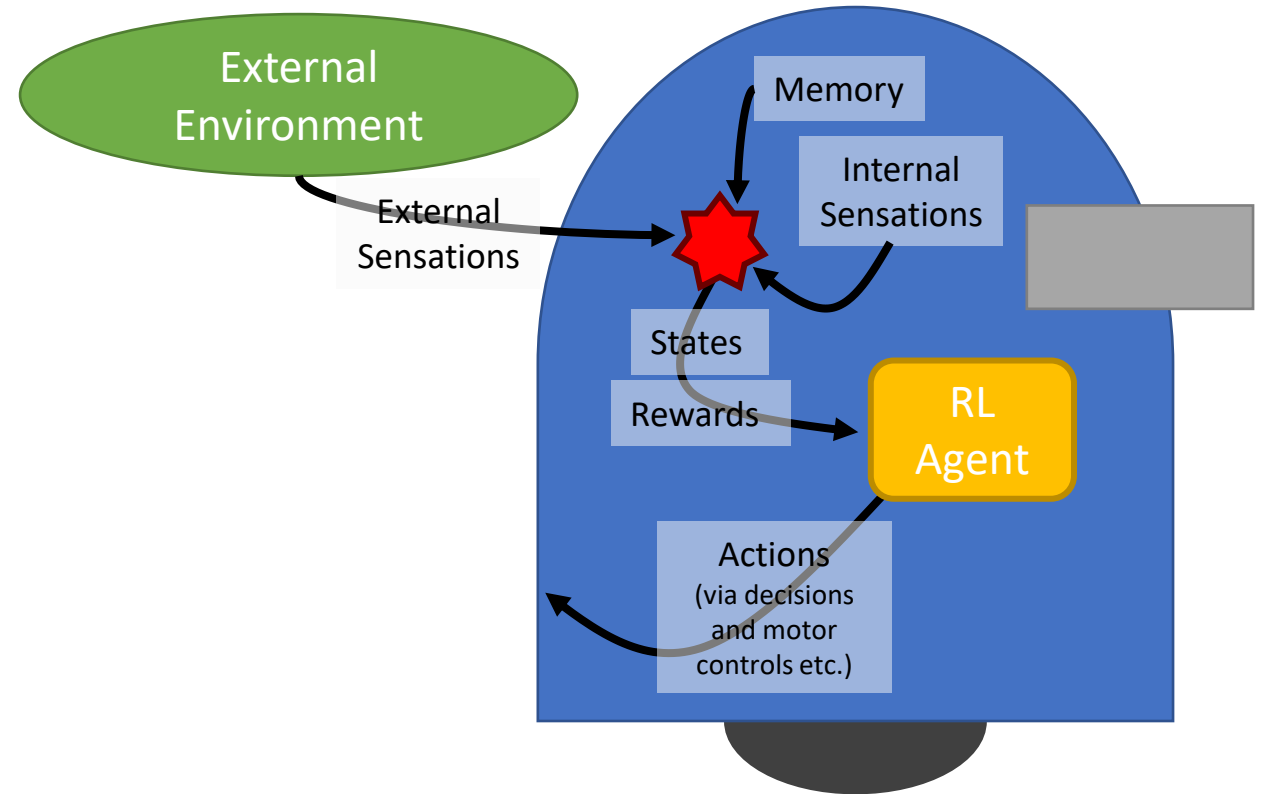 External
Environment
Memory
Internal
Sensations
External
Sensations
States
Rewards
RL
Agent
Actions
(via decisions
and motor
controls etc.)